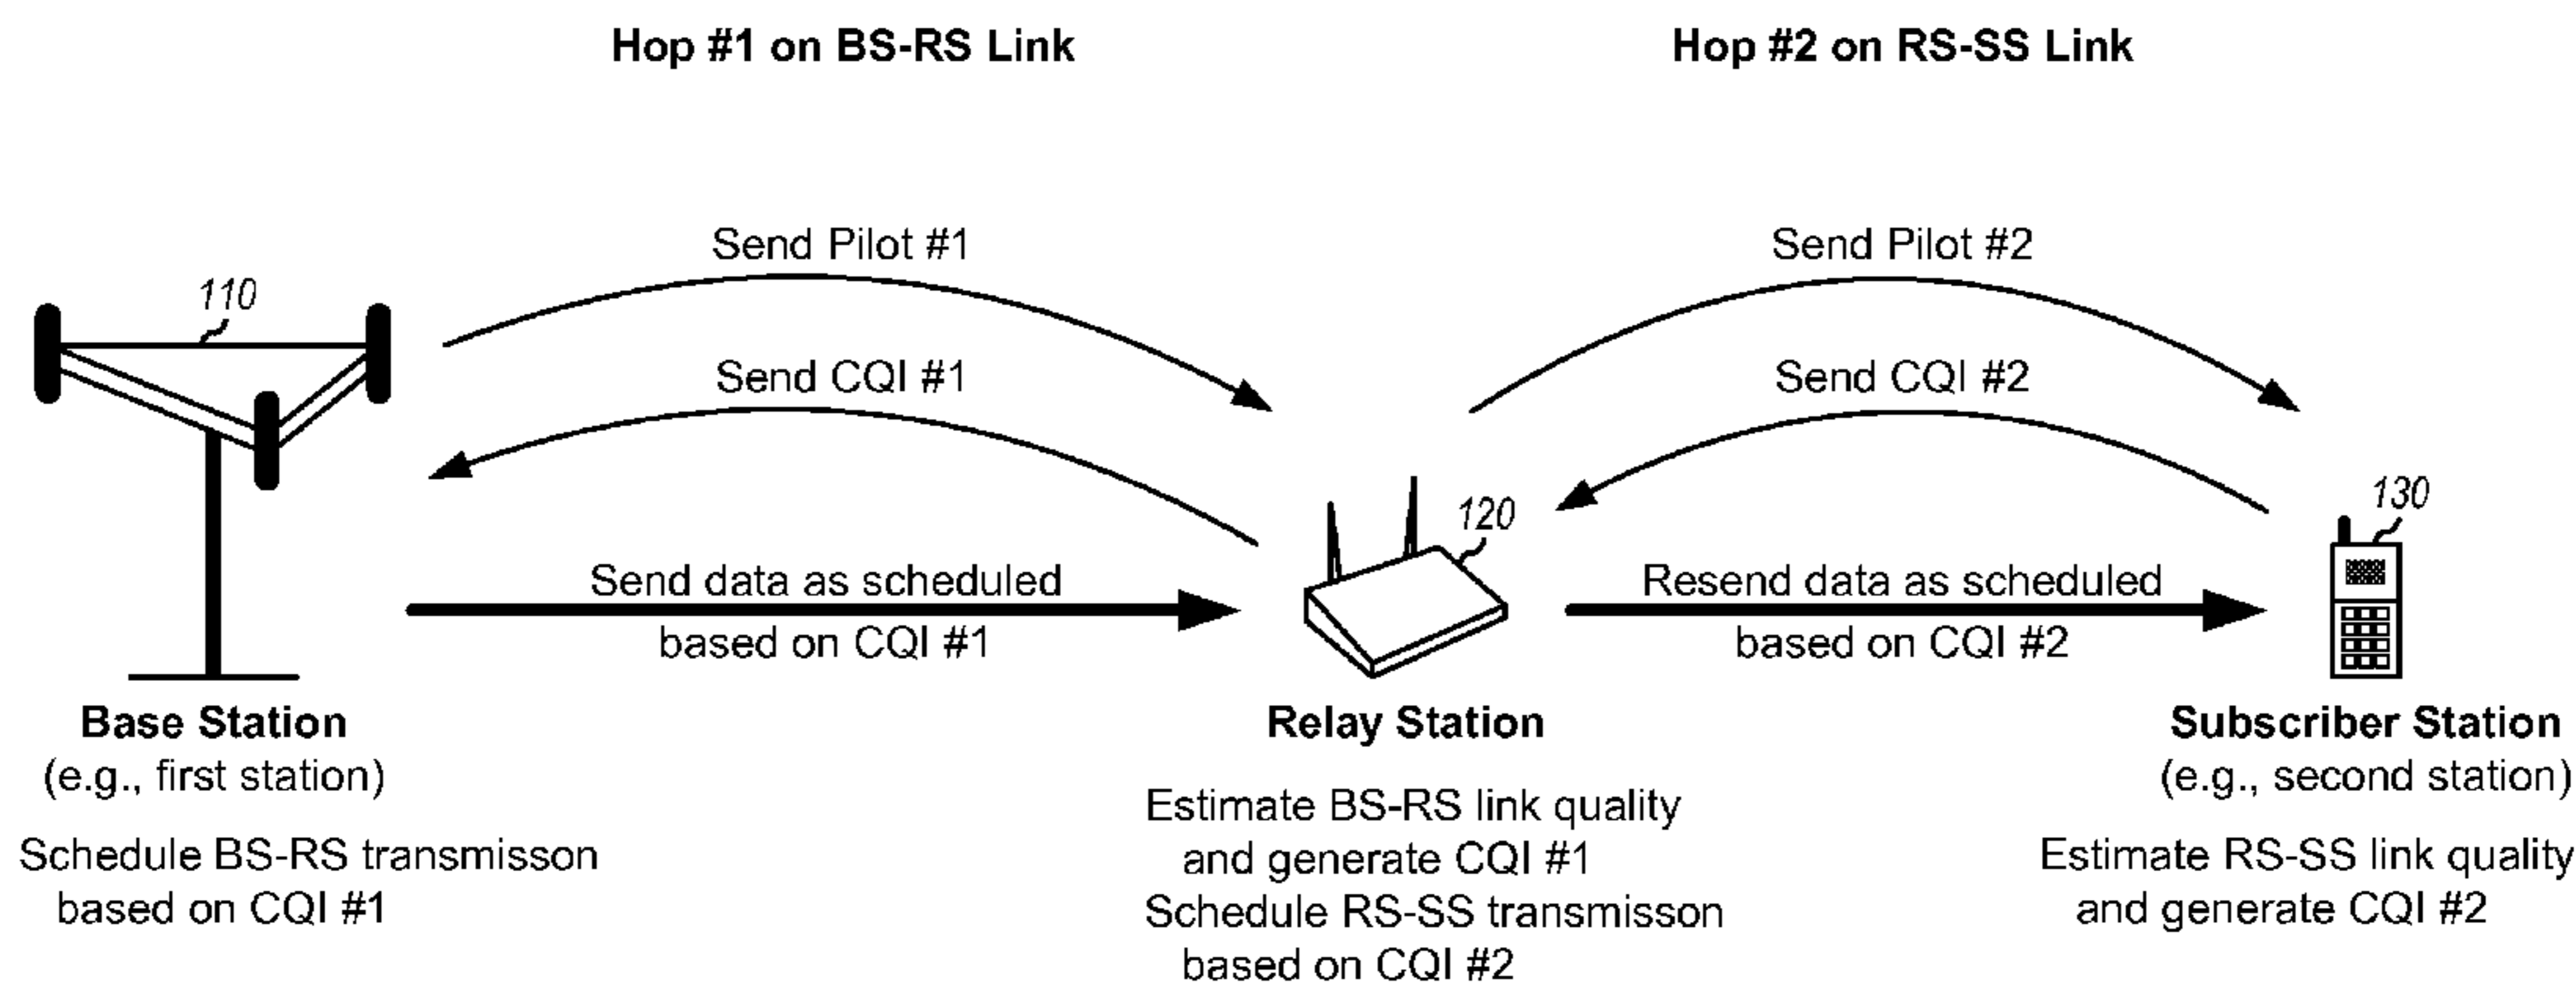 Hop #1 on BS-RS Link
Hop #2 on RS-SS Link
Send Pilot #1
Send Pilot #2
110
Send CQI #1
Send CQI #2
120
130
Send data as scheduled
based on CQI #1
Resend data as scheduled
based on CQI #2
Base Station
(e.g., first station)
Schedule BS-RS transmisson
based on CQI #1
Relay Station
Estimate BS-RS link quality
and generate CQI #1
Schedule RS-SS transmisson
based on CQI #2
Subscriber Station
(e.g., second station)
Estimate RS-SS link quality
and generate CQI #2